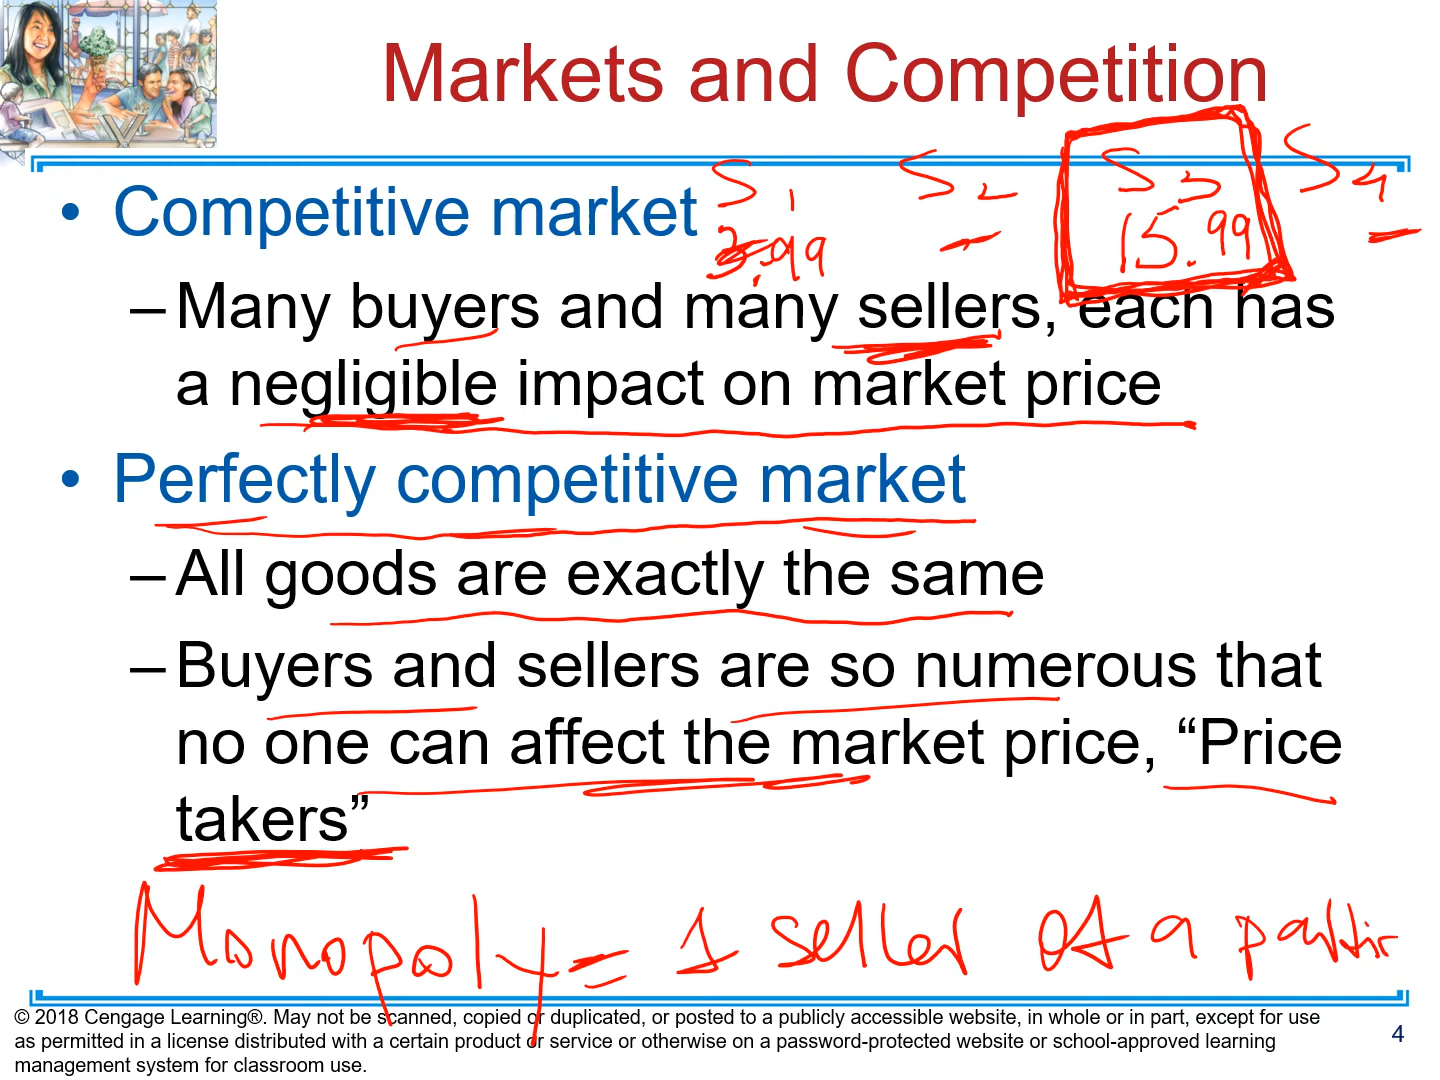 Markets and Competition
S1 S2 S3 S4
• Competitive market
3.99 – 15.99 –
– Many buyers and many sellers, each has
a negligible impact on market price
• Perfectly competitive market
– All goods are exactly the same
– Buyers and sellers are so numerous that
no one can affect the market price, “Price
takers”
Monopoly = 1 seller of a partic
© 2018 Cengage Learning®. May not be scanned, copied or duplicated, or posted to a publicly accessible website, in whole or in part, except for use
as permitted in a license distributed with a certain product or service or otherwise on a password-protected website or school-approved learning
management system for classroom use.
4